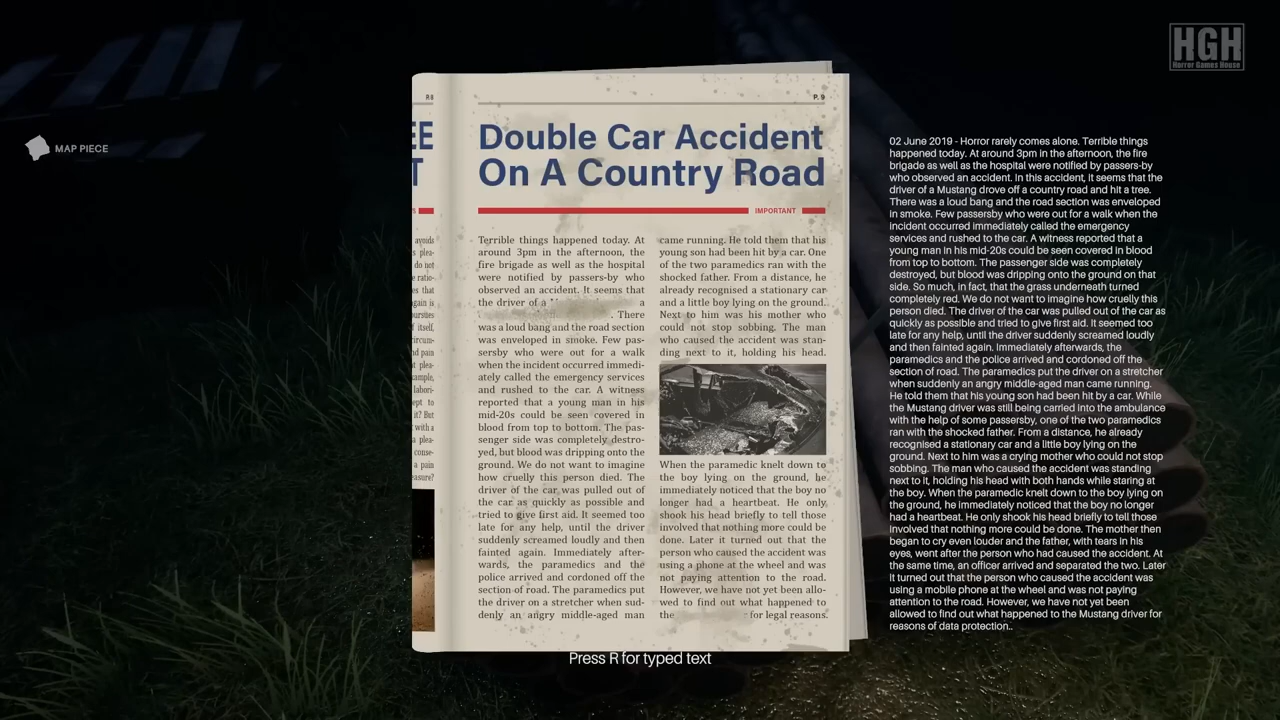 HGH
Horror Games House
MAP PIECE
P. 8
P. 9
EE
T
Double Car Accident
On A Country Road
IMPORTANT
Terrible things happened today. At
around 3pm in the afternoon, the
fire brigade as well as the hospital
were notified by passers-by who
observed an accident. It seems that
the driver of a M a
. There
was a loud bang and the road section
was enveloped in smoke. Few pas-
sersby who were out for a walk
when the incident occurred immedi-
ately called the emergency services
and rushed to the car. A witness
reported that a young man in his
mid-20s could be seen covered in
blood from top to bottom. The pas-
senger side was completely destro-
yed, but blood was dripping onto the
ground. We do not want to imagine
how cruelly this person died. The
driver of the car was pulled out of
the car as quickly as possible and
tried to give first aid. It seemed too
late for any help, until the driver
suddenly screamed loudly and then
fainted again. Immediately after-
wards, the paramedics and the
police arrived and cordoned off the
section of road. The paramedics put
the driver on a stretcher when sud-
denly an angry middle-aged man
came running. He told them that his
young son had been hit by a car. One
of the two paramedics ran with the
shocked father. From a distance, he
already recognised a stationary car
and a little boy lying on the ground.
Next to him was his mother who
could not stop sobbing. The man
who caused the accident was stan-
ding next to it, holding his head.
When the paramedic knelt down to
the boy lying on the ground, he
immediately noticed that the boy no
longer had a heartbeat. He only
shook his head briefly to tell those
involved that nothing more could be
done. Later it turned out that the
person who caused the accident was
using a phone at the wheel and was
not paying attention to the road.
However, we have not yet been allo-
wed to find out what happened to
the for legal reasons.
02 June 2019 - Horror rarely comes alone. Terrible things
happened today. At around 3pm in the afternoon, the fire
brigade as well as the hospital were notified by passers-by
who observed an accident. In this accident, it seems that the
driver of a Mustang drove off a country road and hit a tree.
There was a loud bang and the road section was enveloped
in smoke. Few passersby who were out for a walk when the
incident occurred immediately called the emergency
services and rushed to the car. A witness reported that a
young man in his mid-20s could be seen covered in blood
from top to bottom. The passenger side was completely
destroyed, but blood was dripping onto the ground on that
side. So much, in fact, that the grass underneath turned
completely red. We do not want to imagine how cruelly this
person died. The driver of the car was pulled out of the car as
quickly as possible and tried to give first aid. It seemed too
late for any help, until the driver suddenly screamed loudly
and then fainted again. Immediately afterwards, the
paramedics and the police arrived and cordoned off the
section of road. The paramedics put the driver on a stretcher
when suddenly an angry middle-aged man came running.
He told them that his young son had been hit by a car. While
the Mustang driver was still being carried into the ambulance
with the help of some passersby, one of the two paramedics
ran with the shocked father. From a distance, he already
recognised a stationary car and a little boy lying on the
ground. Next to him was a crying mother who could not stop
sobbing. The man who caused the accident was standing
next to it, holding his head with both hands while staring at
the boy. When the paramedic knelt down to the boy lying on
the ground, he immediately noticed that the boy no longer
had a heartbeat. He only shook his head briefly to tell those
involved that nothing more could be done. The mother then
began to cry even louder and the father, with tears in his
eyes, went after the person who had caused the accident. At
the same time, an officer arrived and separated the two. Later
it turned out that the person who caused the accident was
using a mobile phone at the wheel and was not paying
attention to the road. However, we have not yet been
allowed to find out what happened to the Mustang driver for
reasons of data protection..
Press R for typed text